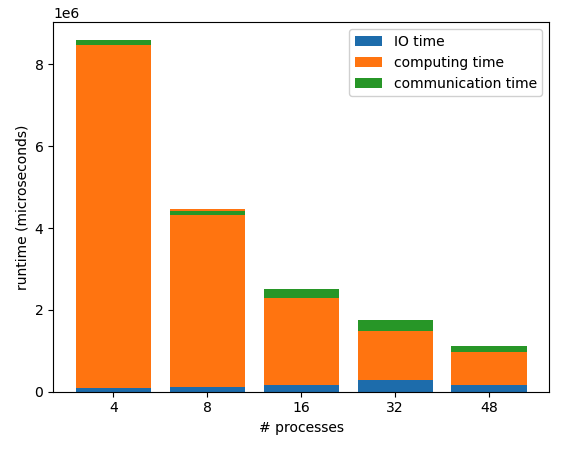 1e6
IO time
computing time
communication time
8
6
4
2
0
runtime (microseconds)
4 8 16 32 48
# processes